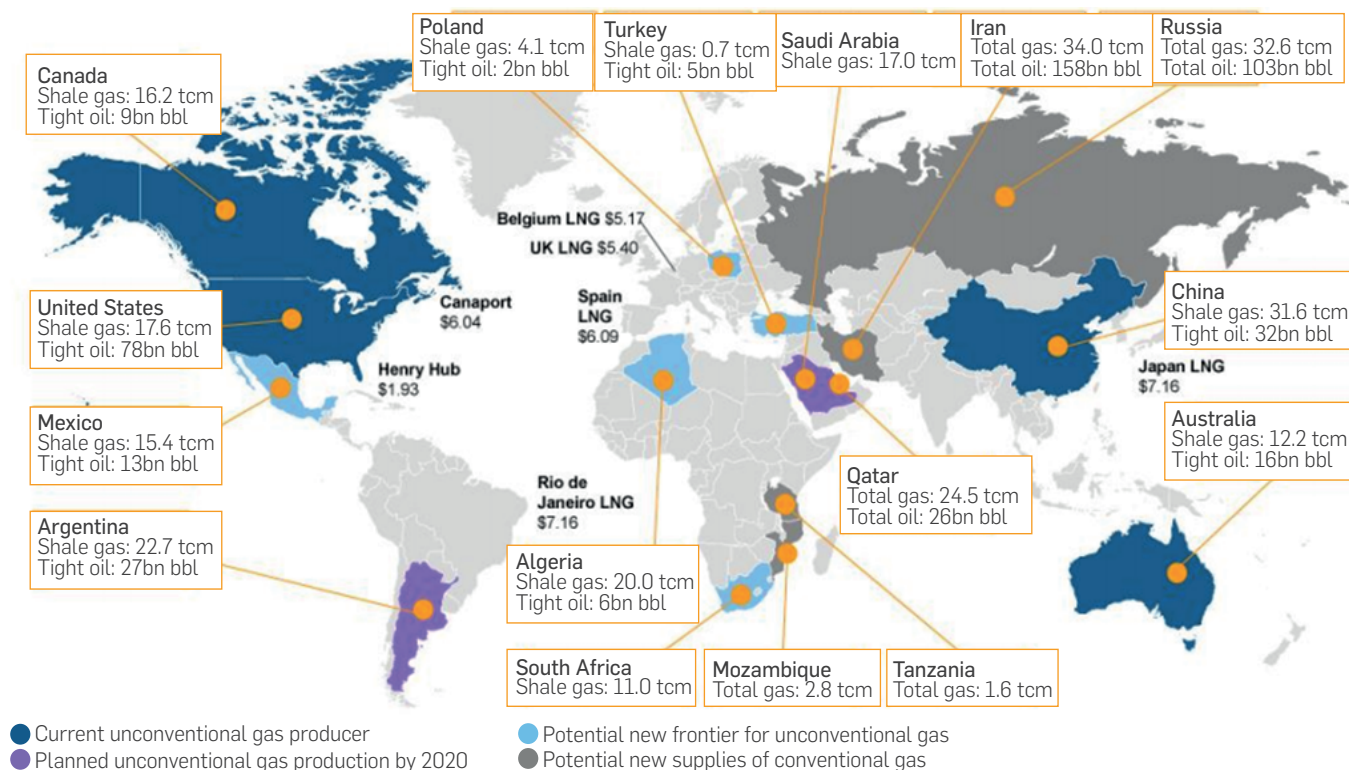 Poland
Shale gas: 4.1 tcm
Tight oil: 2bn bbl
Turkey
Shale gas: 0.7 tcm
Tight oil: 5bn bbl
Saudi Arabia
Shale gas: 17.0 tcm
Iran
Total gas: 34.0 tcm
Total oil: 158bn bbl
Russia
Total gas: 32.6 tcm
Total oil: 103bn bbl
Canada
Shale gas: 16.2 tcm
Tight oil: 9bn bbl
Belgium LNG $5.17
UK LNG $5.40
United States
Shale gas: 17.6 tcm
Tight oil: 78bn bbl
Canaport
$6.04
Spain
LNG
$6.09
China
Shale gas: 31.6 tcm
Tight oil: 32bn bbl
Henry Hub
$1.93
Japan LNG
$7.16
Mexico
Shale gas: 15.4 tcm
Tight oil: 13bn bbl
Australia
Shale gas: 12.2 tcm
Tight oil: 16bn bbl
Rio de
Janeiro LNG
$7.16
Qatar
Total gas: 24.5 tcm
Total oil: 26bn bbl
Argentina
Shale gas: 22.7 tcm
Tight oil: 27bn bbl
Algeria
Shale gas: 20.0 tcm
Tight oil: 6bn bbl
South Africa
Shale gas: 11.0 tcm
Mozambique
Total gas: 2.8 tcm
Tanzania
Total gas: 1.6 tcm
Current unconventional gas producer
Planned unconventional gas production by 2020
Potential new frontier for unconventional gas
Potential new supplies of conventional gas